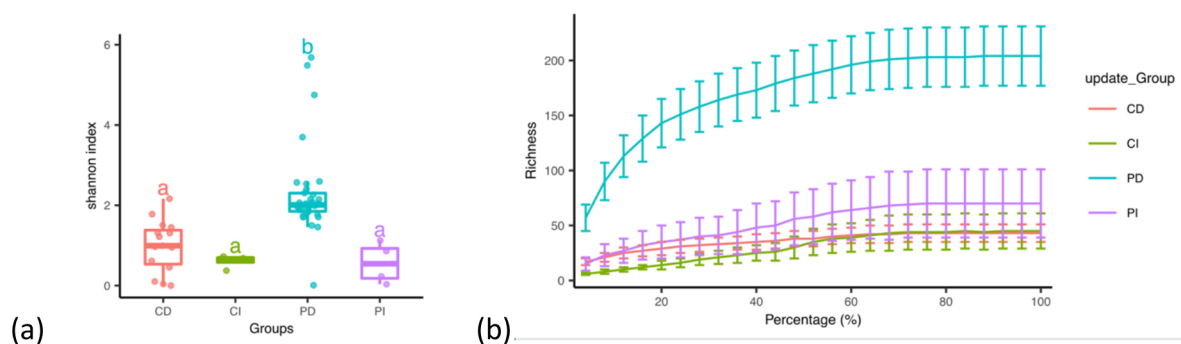 (a)
shannon index
6
4
2
0
a
a
b
a
CD
CI
PD
PI
Groups
(b)
Richness
200
150
100
50
0
20
40
60
80
100
Percentage (%)
update_Group
CD
CI
PD
PI